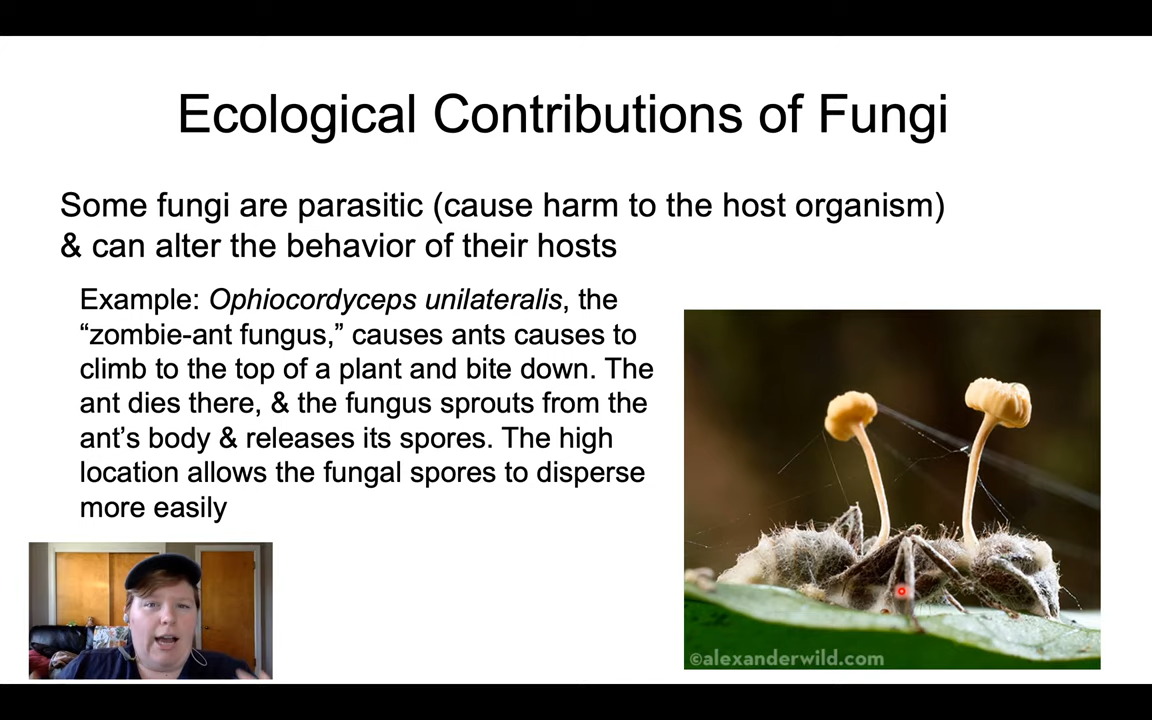 Ecological Contributions of Fungi
Some fungi are parasitic (cause harm to the host organism)
& can alter the behavior of their hosts
Example: Ophiocordyceps unilateralis, the
“zombie-ant fungus,” causes ants causes to
climb to the top of a plant and bite down. The
ant dies there, & the fungus sprouts from the
ant’s body & releases its spores. The high
location allows the fungal spores to disperse
more easily
©alexanderwild.com